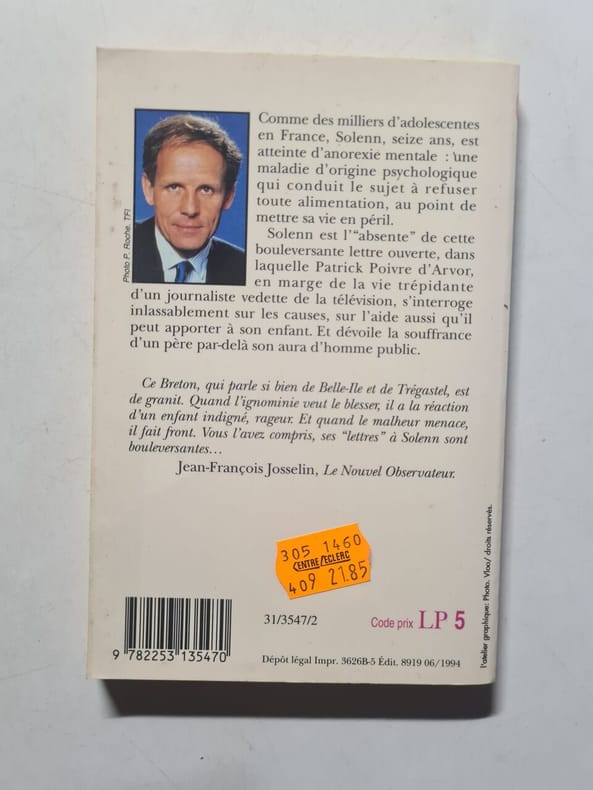 Comme des milliers d'adolescentes
en France, Solenn, seize ans, est
atteinte d'anorexie mentale : une
maladie d'origine psychologique
qui conduit le sujet à refuser
toute alimentation, au point de
mettre sa vie en péril.
Solenn est l'"absente" de cette
bouleversante lettre ouverte, dans
laquelle Patrick Poivre d'Arvor,
en marge de la vie trépidante
d'un journaliste vedette de la télévision, s'interroge
inlassablement sur les causes, sur l'aide aussi qu'il
peut apporter à son enfant. Et dévoile la souffrance
d'un père par-delà son aura d'homme public.
Photo P. Roche. TF1
Ce Breton, qui parle si bien de Belle-Ile et de Trégastel, est
de granit. Quand l'ignominie veut le blesser, il a la réaction
d'un enfant indigné, rageur. Et quand le malheur menace,
il fait front. Vous l'avez compris, ses "lettres" à Solenn sont
bouleversantes...
Jean-François Josselin, Le Nouvel Observateur.
305 1460
CENTRE/ECLERC
409 21.85
31/3547/2
Code prix LP 5
9 782253 135470
Dépôt légal Impr. 3626B-5 Édit. 8919 06/1994
l'atelier graphique: Photo. Vloo/ droits réservés.